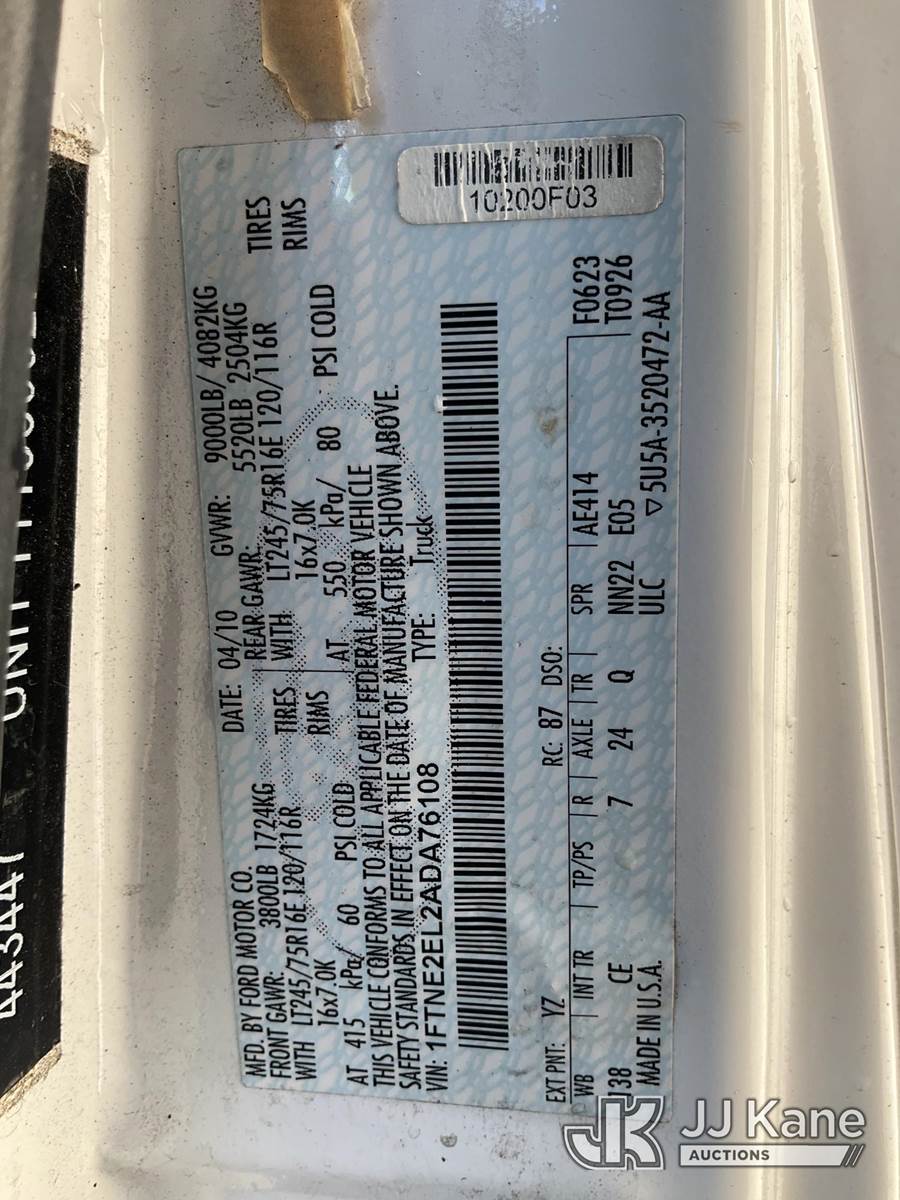 MFD. BY FORD MOTOR CO.
DATE: 04/10
GVWR: 9000LB/ 4082KG
FRONT GAWR: 3800LB 1724KG
REAR GAWR: 5520LB 2504KG
WITH LT245/75R16E 120/116R TIRES
WITH LT245/75R16E 120/116R TIRES
16x7.0K RIMS
16x7.0K RIMS
AT 415 kPa/ 60 PSI COLD
AT 550 kPa/ 80 PSI COLD
THIS VEHICLE CONFORMS TO ALL APPLICABLE FEDERAL MOTOR VEHICLE
SAFETY STANDARDS IN EFFECT ON THE DATE OF MANUFACTURE SHOWN ABOVE.
VIN: 1FTNE2EL2ADA76108
TYPE: Truck
10200F03
EXT PNT: YZ RC: 87 DSO:
F0623
WB INT TR TP/PS R AXLE TR SPR AE414
T0926
138 CE 7 24 Q NN22 E05
MADE IN U.S.A. ULC
▽ 5U5A-3520472-AA
JK JJ Kane
AUCTIONS